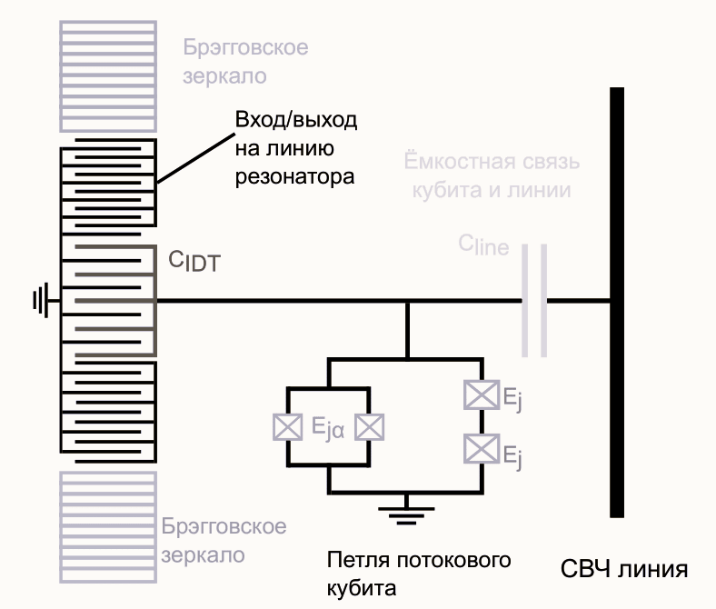 Брэгговское
зеркало
Вход/выход
на линию
резонатора
Ёмкостная связь
кубита и линии
Cline
CIDT
Ej
Ejα
Ej
Брэгговское
зеркало
Петля потокового
кубита
СВЧ линия